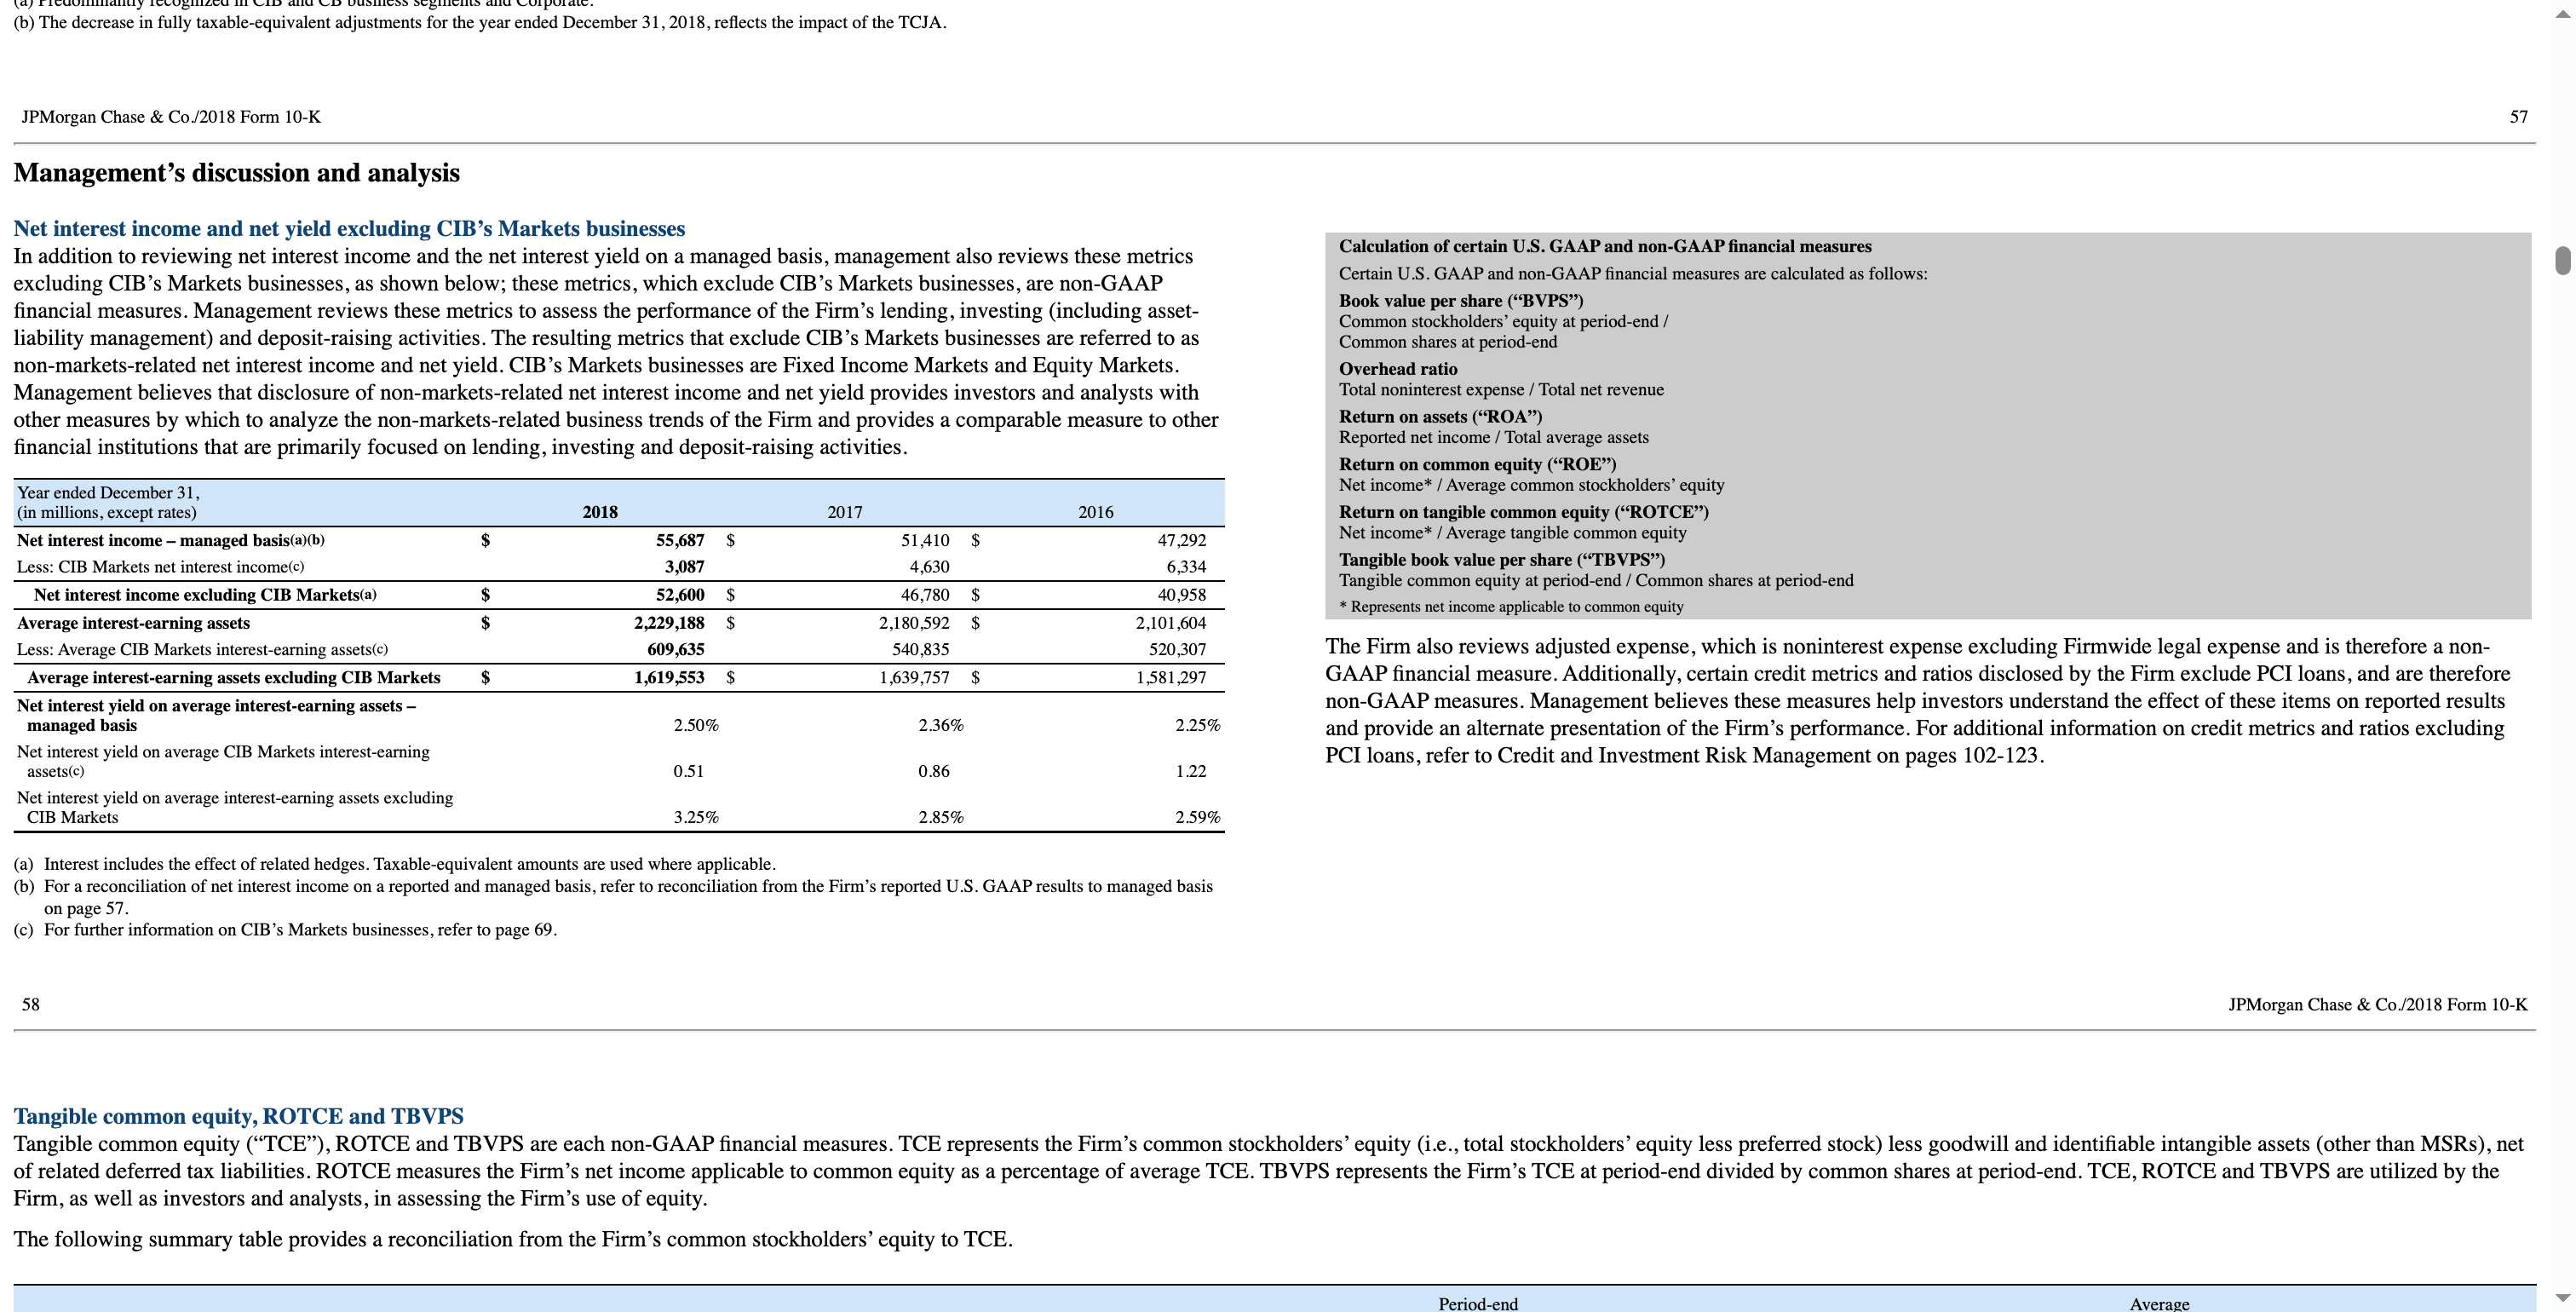 (a) Predominantly recognized in CIB and CB business segments and Corporate.
(b) The decrease in fully taxable-equivalent adjustments for the year ended December 31, 2018, reflects the impact of the TCJA.
JPMorgan Chase & Co./2018 Form 10-K 57
Management’s discussion and analysis
Net interest income and net yield excluding CIB’s Markets businesses
In addition to reviewing net interest income and the net interest yield on a managed basis, management also reviews these metrics
excluding CIB’s Markets businesses, as shown below; these metrics, which exclude CIB’s Markets businesses, are non-GAAP
financial measures. Management reviews these metrics to assess the performance of the Firm’s lending, investing (including asset-
liability management) and deposit-raising activities. The resulting metrics that exclude CIB’s Markets businesses are referred to as
non-markets-related net interest income and net yield. CIB’s Markets businesses are Fixed Income Markets and Equity Markets.
Management believes that disclosure of non-markets-related net interest income and net yield provides investors and analysts with
other measures by which to analyze the non-markets-related business trends of the Firm and provides a comparable measure to other
financial institutions that are primarily focused on lending, investing and deposit-raising activities.
Year ended December 31,
(in millions, except rates) 2018 2017 2016
Net interest income – managed basis(a)(b) $ 55,687 $ 51,410 $ 47,292
Less: CIB Markets net interest income(c) 3,087 4,630 6,334
Net interest income excluding CIB Markets(a) $ 52,600 $ 46,780 $ 40,958
Average interest-earning assets $ 2,229,188 $ 2,180,592 $ 2,101,604
Less: Average CIB Markets interest-earning assets(c) 609,635 540,835 520,307
Average interest-earning assets excluding CIB Markets $ 1,619,553 $ 1,639,757 $ 1,581,297
Net interest yield on average interest-earning assets –
managed basis 2.50% 2.36% 2.25%
Net interest yield on average CIB Markets interest-earning
assets(c) 0.51 0.86 1.22
Net interest yield on average interest-earning assets excluding
CIB Markets 3.25% 2.85% 2.59%
(a) Interest includes the effect of related hedges. Taxable-equivalent amounts are used where applicable.
(b) For a reconciliation of net interest income on a reported and managed basis, refer to reconciliation from the Firm’s reported U.S. GAAP results to managed basis
on page 57.
(c) For further information on CIB’s Markets businesses, refer to page 69.
Calculation of certain U.S. GAAP and non-GAAP financial measures
Certain U.S. GAAP and non-GAAP financial measures are calculated as follows:
Book value per share (“BVPS”)
Common stockholders’ equity at period-end /
Common shares at period-end
Overhead ratio
Total noninterest expense / Total net revenue
Return on assets (“ROA”)
Reported net income / Total average assets
Return on common equity (“ROE”)
Net income* / Average common stockholders’ equity
Return on tangible common equity (“ROTCE”)
Net income* / Average tangible common equity
Tangible book value per share (“TBVPS”)
Tangible common equity at period-end / Common shares at period-end
* Represents net income applicable to common equity
The Firm also reviews adjusted expense, which is noninterest expense excluding Firmwide legal expense and is therefore a non-
GAAP financial measure. Additionally, certain credit metrics and ratios disclosed by the Firm exclude PCI loans, and are therefore
non-GAAP measures. Management believes these measures help investors understand the effect of these items on reported results
and provide an alternate presentation of the Firm’s performance. For additional information on credit metrics and ratios excluding
PCI loans, refer to Credit and Investment Risk Management on pages 102-123.
58 JPMorgan Chase & Co./2018 Form 10-K
Tangible common equity, ROTCE and TBVPS
Tangible common equity (“TCE”), ROTCE and TBVPS are each non-GAAP financial measures. TCE represents the Firm’s common stockholders’ equity (i.e., total stockholders’ equity less preferred stock) less goodwill and identifiable intangible assets (other than MSRs), net
of related deferred tax liabilities. ROTCE measures the Firm’s net income applicable to common equity as a percentage of average TCE. TBVPS represents the Firm’s TCE at period-end divided by common shares at period-end. TCE, ROTCE and TBVPS are utilized by the
Firm, as well as investors and analysts, in assessing the Firm’s use of equity.
The following summary table provides a reconciliation from the Firm’s common stockholders’ equity to TCE.
Period-end Average